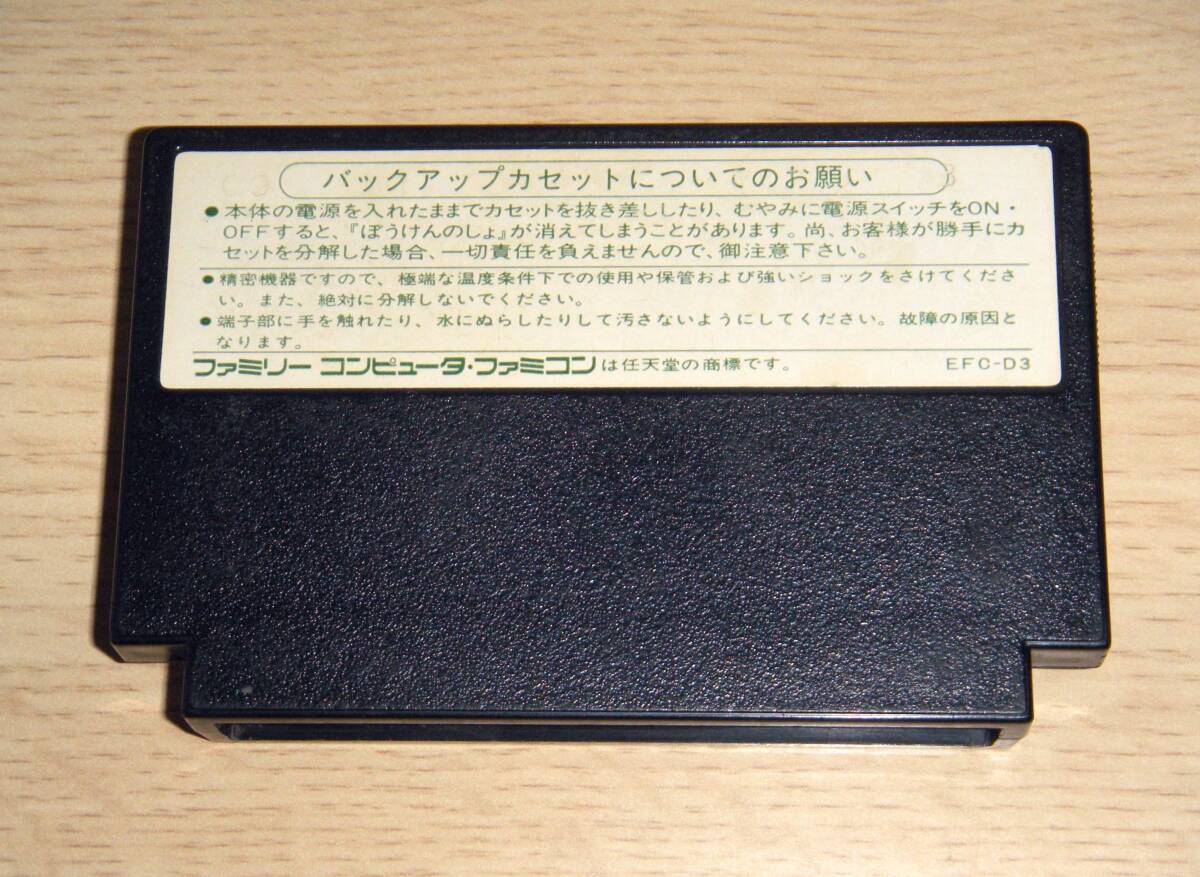 バックアップカセットについてのお願い
●本体の電源を入れたままでカセットを抜き差ししたり、むやみに電源スイッチをON・
OFFすると、『ぼうけんのしょ』が消えてしまうことがあります。尚、お客様が勝手にカ
セットを分解した場合、一切責任を負えませんので、御注意下さい。
●精密機器ですので、極端な温度条件下での使用や保管および強いショックをさけてくださ
い。また、絶対に分解しないでください。
●端子部に手を触れたり、水にぬらしたりして汚さないようにしてください。故障の原因と
なります。
ファミリーコンピュータ・ファミコンは任天堂の商標です。 EFC-D3